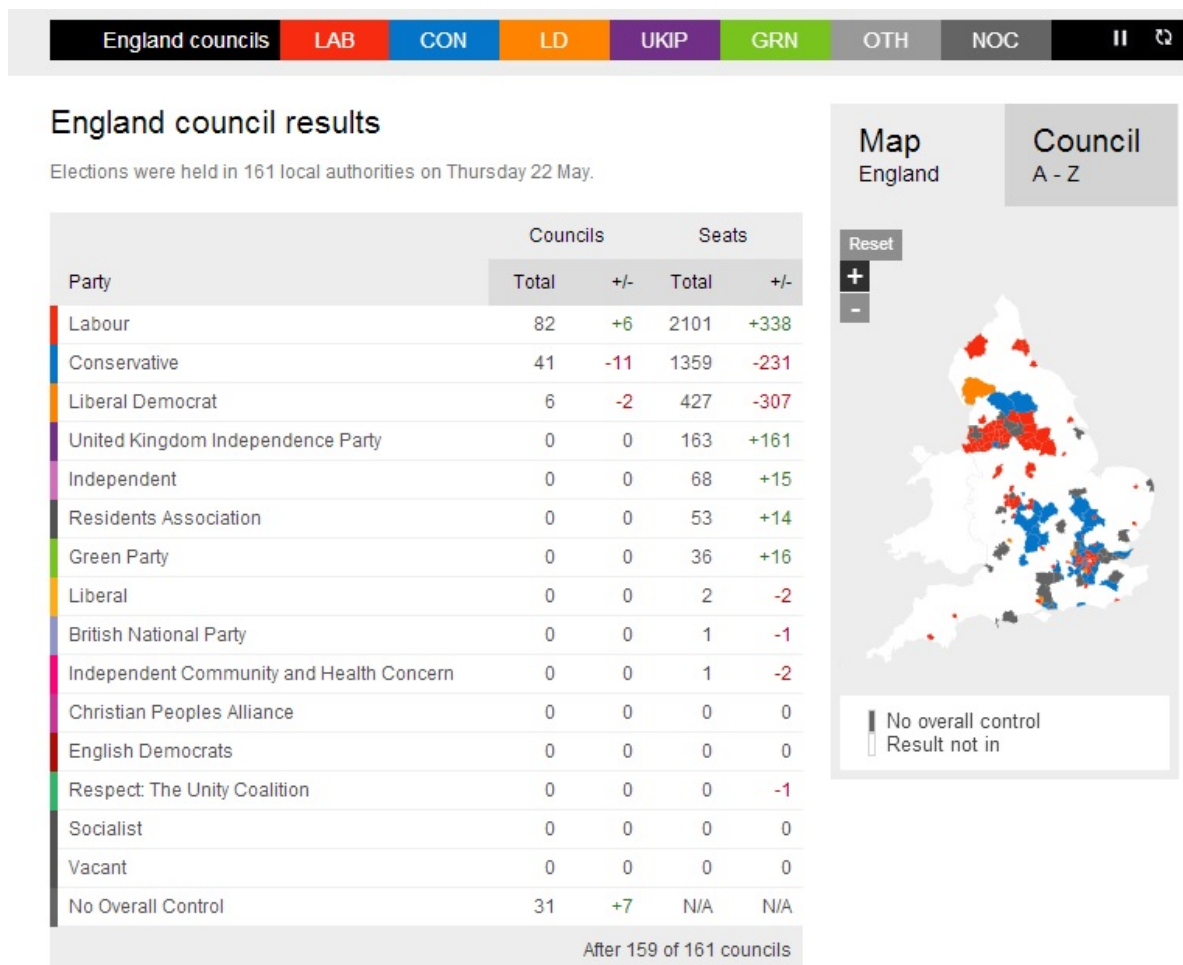 England councils LAB CON LD UKIP GRN OTH NOC
England council results
Elections were held in 161 local authorities on Thursday 22 May.
Councils Seats
Party Total +/- Total +/-
Labour 82 +6 2101 +338
Conservative 41 -11 1359 -231
Liberal Democrat 6 -2 427 -307
United Kingdom Independence Party 0 0 163 +161
Independent 0 0 68 +15
Residents Association 0 0 53 +14
Green Party 0 0 36 +16
Liberal 0 0 2 -2
British National Party 0 0 1 -1
Independent Community and Health Concern 0 0 1 -2
Christian Peoples Alliance 0 0 0 0
English Democrats 0 0 0 0
Respect: The Unity Coalition 0 0 0 -1
Socialist 0 0 0 0
Vacant 0 0 0 0
No Overall Control 31 +7 N/A N/A
After 159 of 161 councils
Map
England
Council
A - Z
Reset
+
-
No overall control
Result not in